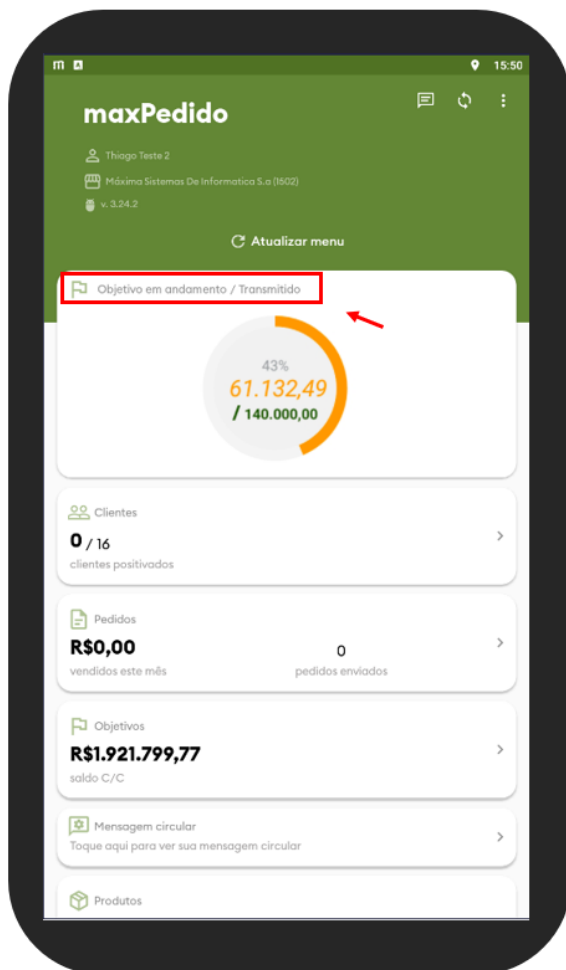 15:50
maxPedido
Thiago Teste 2
Máxima Sistemas De Informatica S.a (1502)
v. 3.24.2
Atualizar menu
Objetivo em andamento / Transmitido
43%
61.132,49
/ 140.000,00
Clientes
0 / 16
clientes positivados
Pedidos
R$0,00
0
vendidos este mês
pedidos enviados
Objetivos
R$1.921.799,77
saldo C/C
Mensagem circular
Toque aqui para ver sua mensagem circular
Produtos